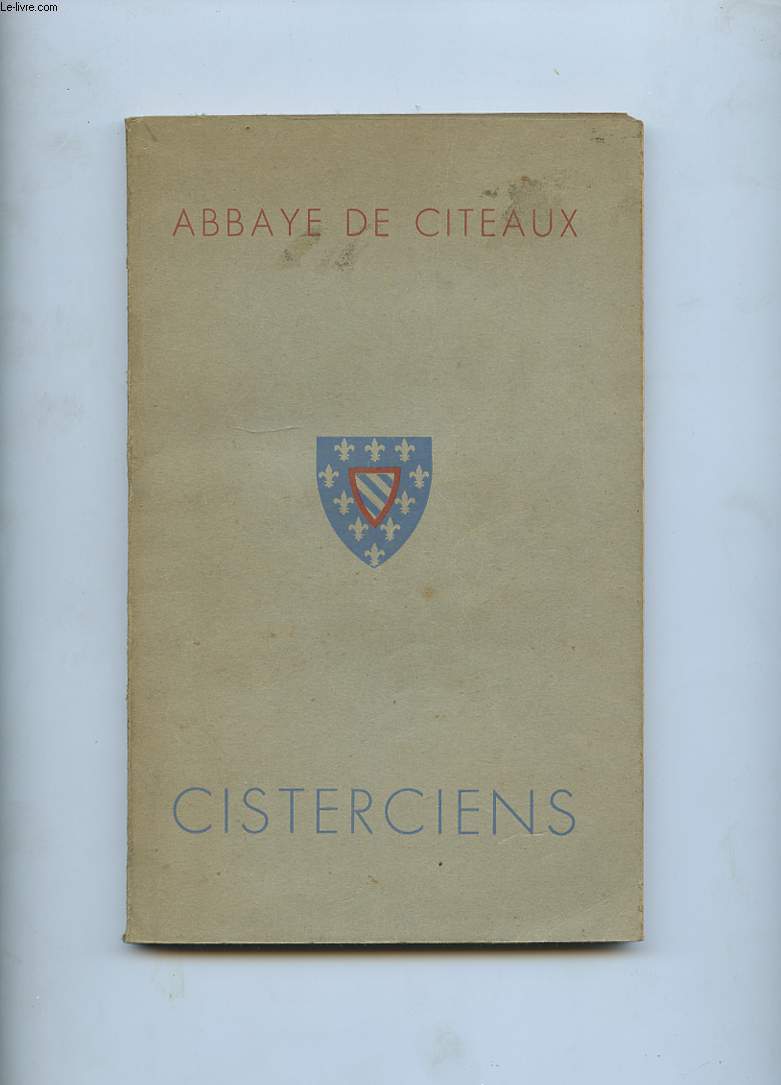 Le-livre.com
ABBAYE DE CITEAUX
CISTERCIENS